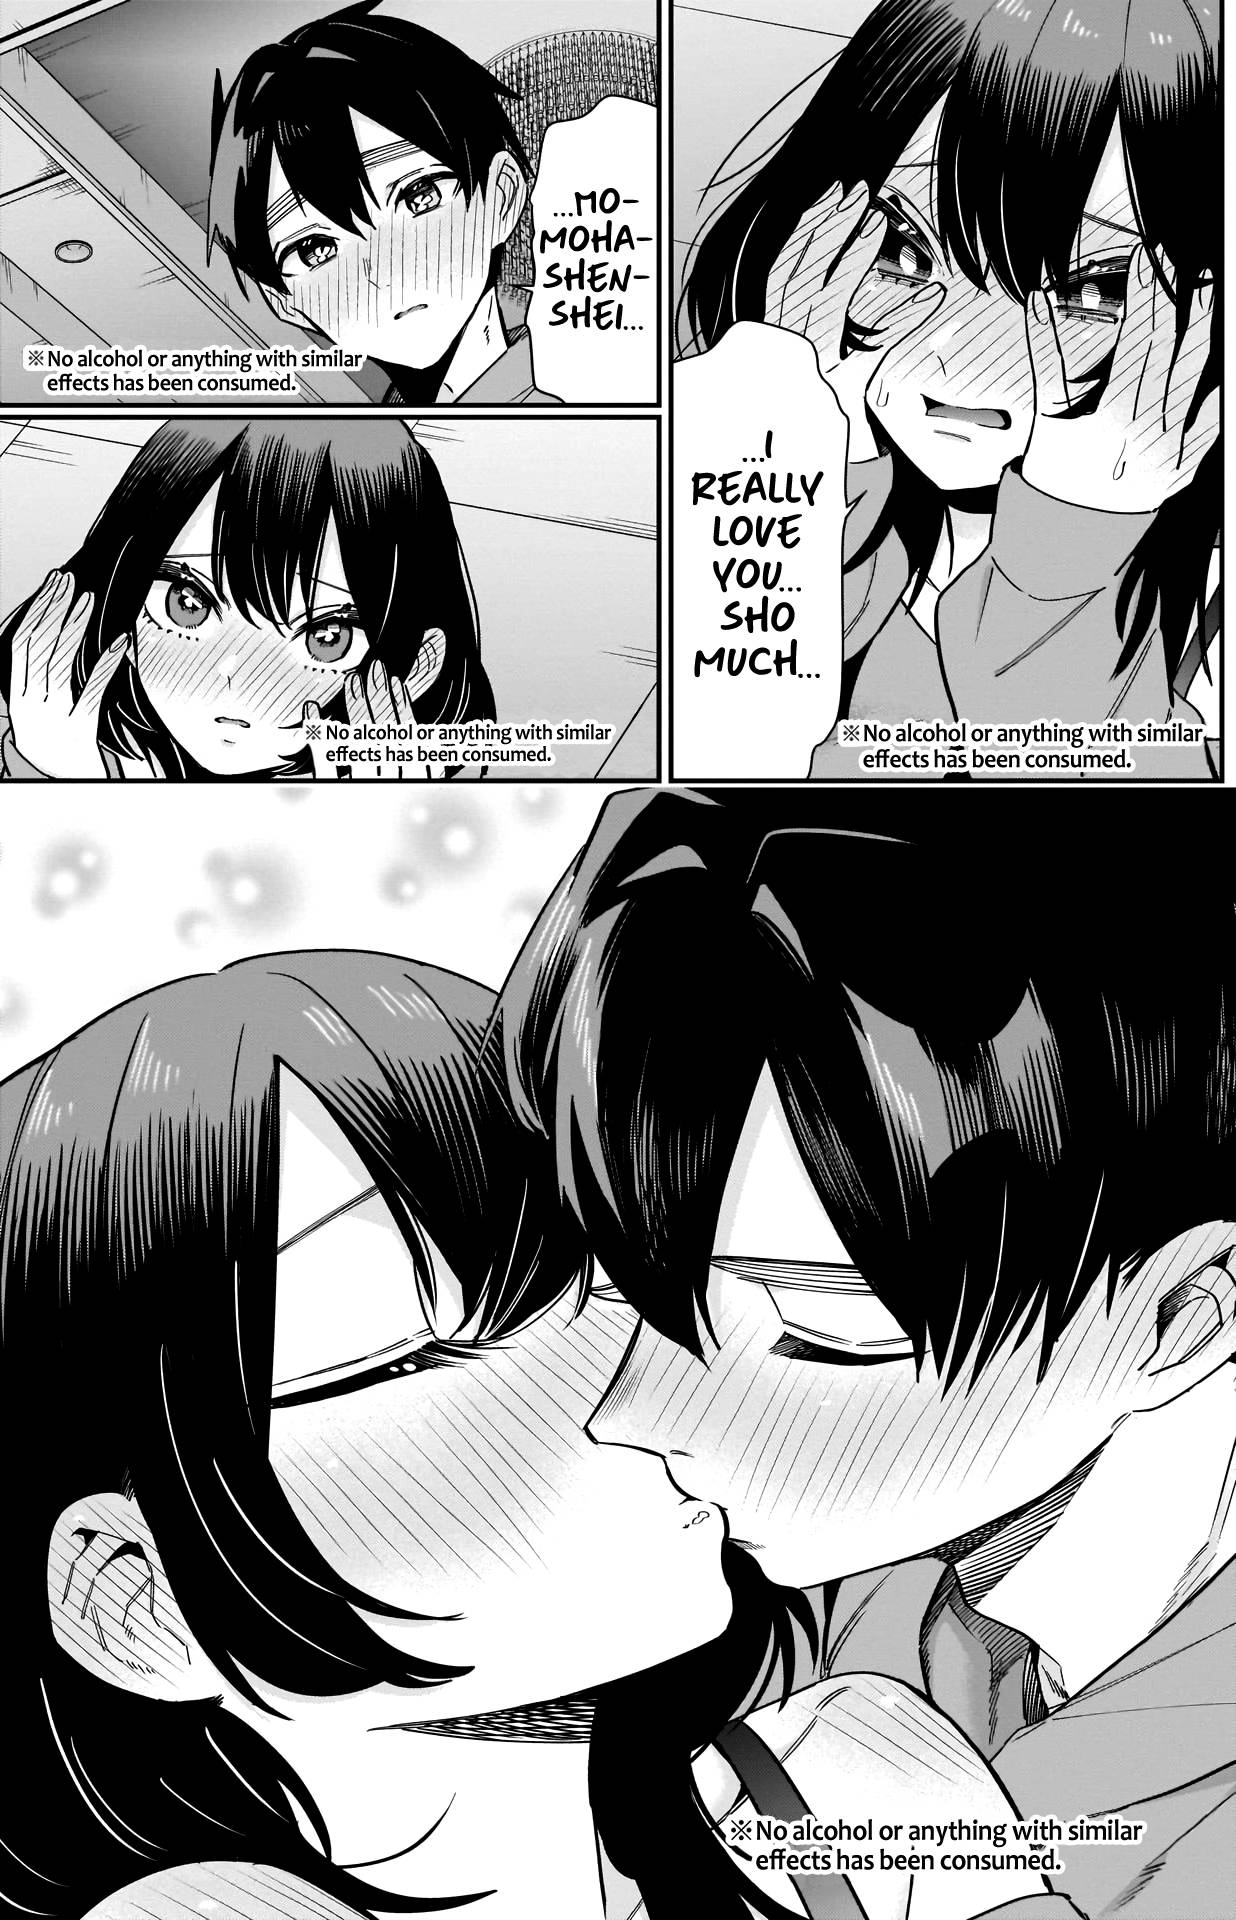 ...I
REALLY
LOVE
YOU...
SHO
MUCH...
※No alcohol or anything with similar
effects has been consumed.
...MO-
MOHA-
SHEN-
SHEI...
※No alcohol or anything with similar
effects has been consumed.
※No alcohol or anything with similar
effects has been consumed.
※No alcohol or anything with similar
effects has been consumed.